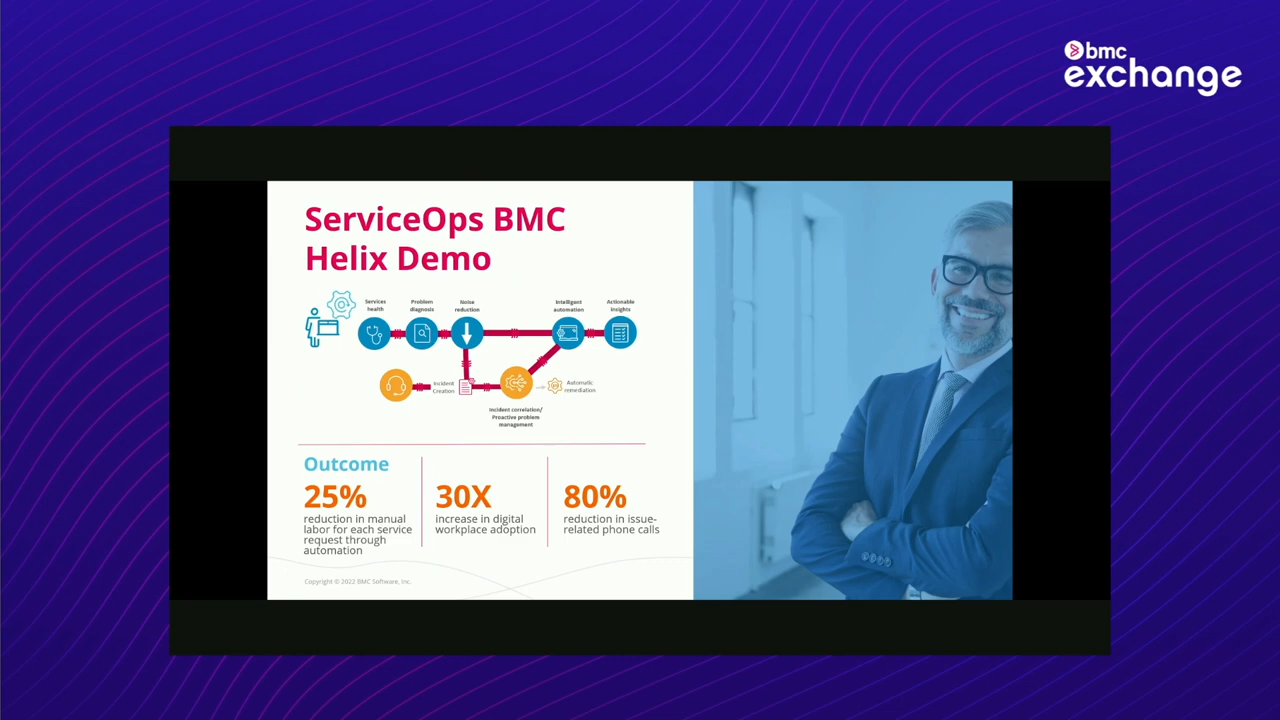 bmc
exchange
ServiceOps BMC
Helix Demo
Services
health
Problem
diagnosis
Noise
reduction
Intelligent
automation
Actionable
insights
Incident
Creation
Automatic
remediation
Incident correlation/
Proactive problem
management
Outcome
25%
reduction in manual
labor for each service
request through
automation
30X
increase in digital
workplace adoption
80%
reduction in issue-
related phone calls
Copyright © 2022 BMC Software, Inc.